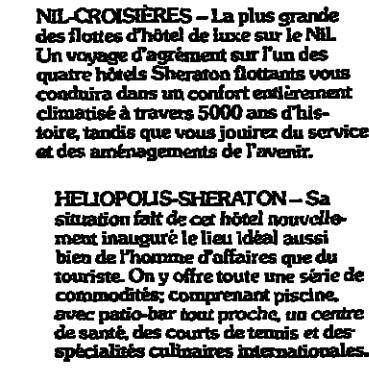 NIL-CROISIÈRES – La plus grande
des flottes d'hôtel de luxe sur le Nil.
Un voyage d'agrément sur l'un des
quatre hôtels Sheraton flottants vous
conduira dans un confort entièrement
climatisé à travers 5000 ans d'his-
toire, tandis que vous jouirez du service
et des aménagements de l'avenir.
HELIOPOLIS-SHERATON – Sa
situation fait de cet hôtel nouvelle-
ment inauguré le lieu idéal aussi
bien de l'homme d'affaires que du
touriste. On y offre toute une série de
commodités; comprenant piscine,
avec patio-bar tout proche, un centre
de santé, des courts de tennis et des
spécialités culinaires internationales.